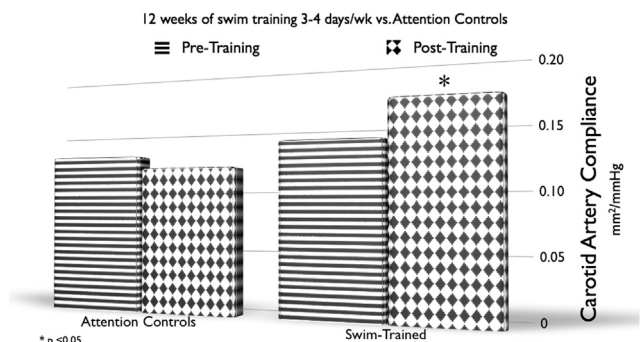 12 weeks of swim training 3-4 days/wk vs. Attention Controls
Pre-Training
Post-Training
*
0.20
0.15
0.10
0.05
0
Carotid Artery Compliance
mm²/mmHg
Attention Controls
Swim-Trained
* p ≤0.05